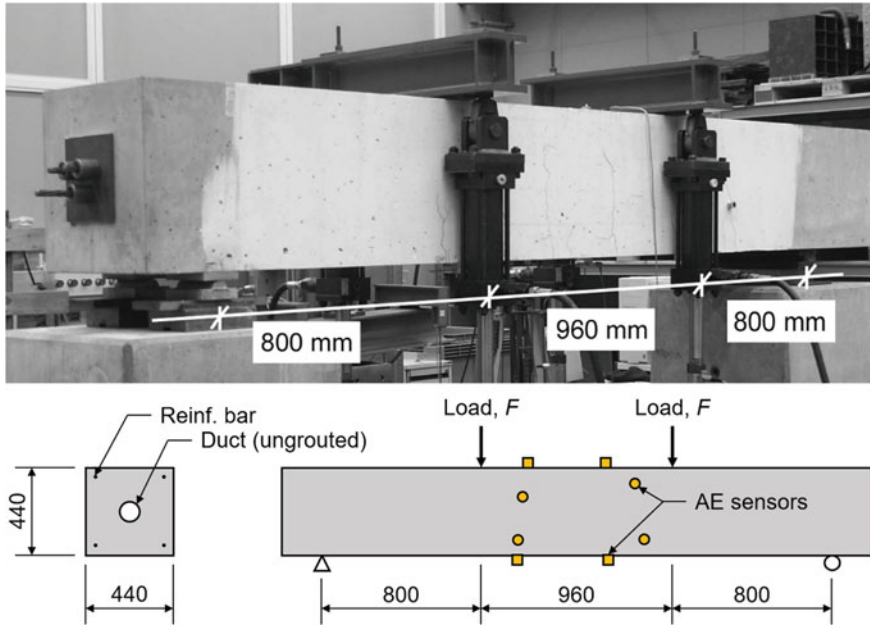 800 mm
960 mm
800 mm
Reinf. bar
Duct (ungrouted)
Load, F
Load, F
AE sensors
440
440
800
960
800